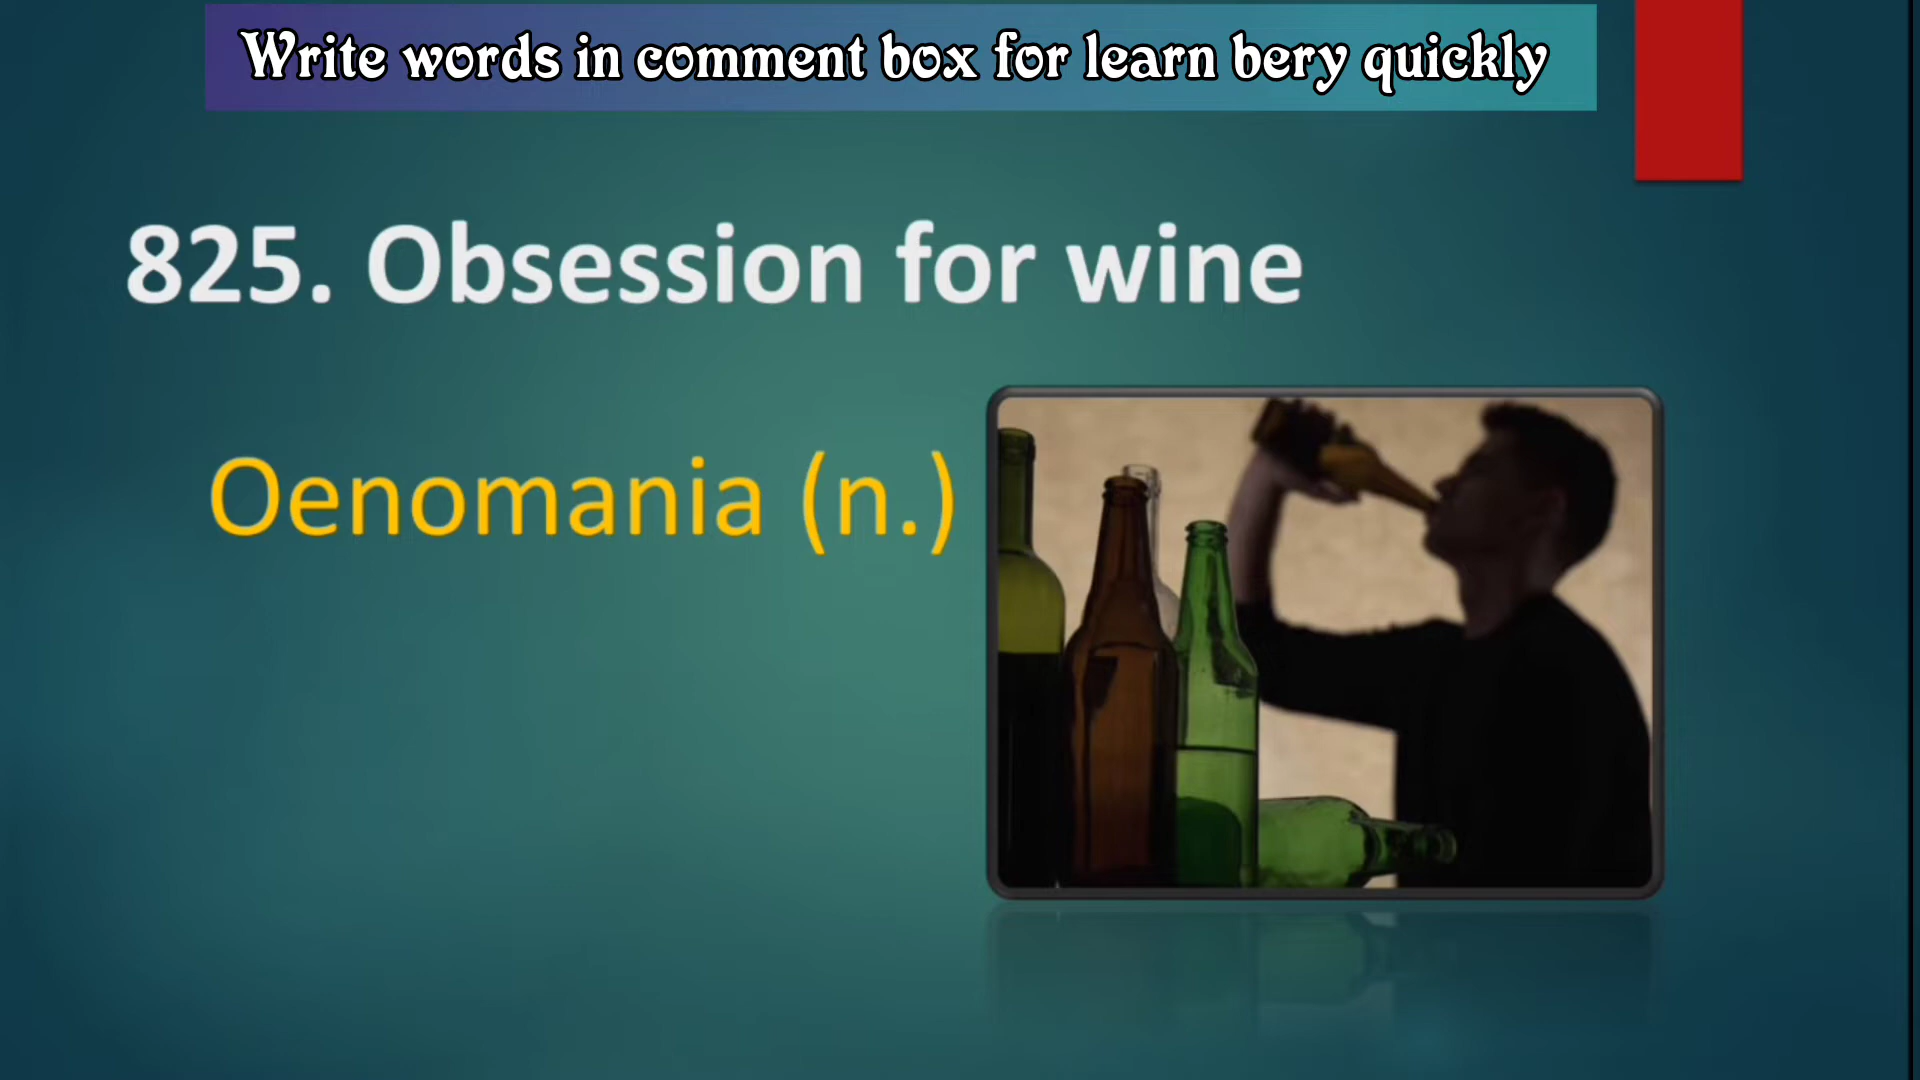 Write words in comment box for learn bery quickly
825. Obsession for wine
Oenomania (n.)